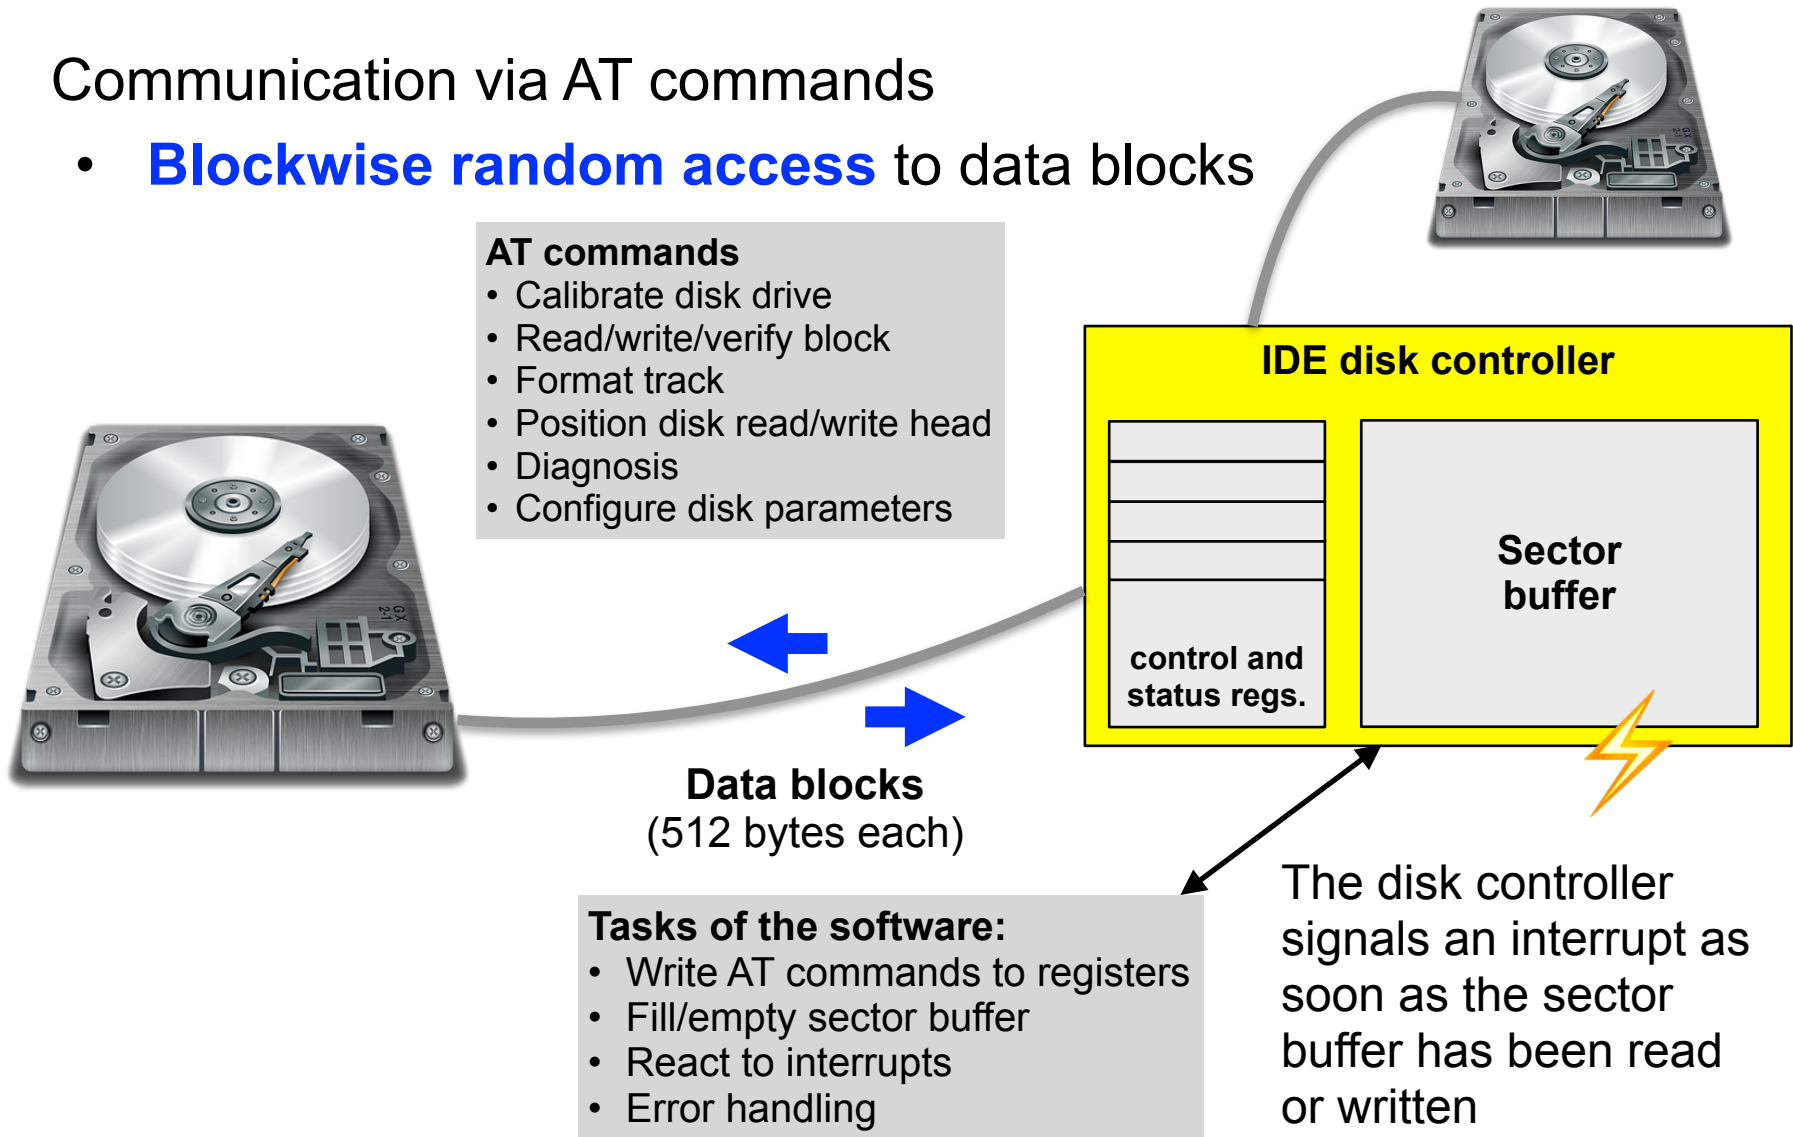 Communication via AT commands
• Blockwise random access to data blocks
AT commands
• Calibrate disk drive
• Read/write/verify block
• Format track
• Position disk read/write head
• Diagnosis
• Configure disk parameters
IDE disk controller
Sector
buffer
control and
status regs.
Data blocks
(512 bytes each)
Tasks of the software:
• Write AT commands to registers
• Fill/empty sector buffer
• React to interrupts
• Error handling
The disk controller
signals an interrupt as
soon as the sector
buffer has been read
or written